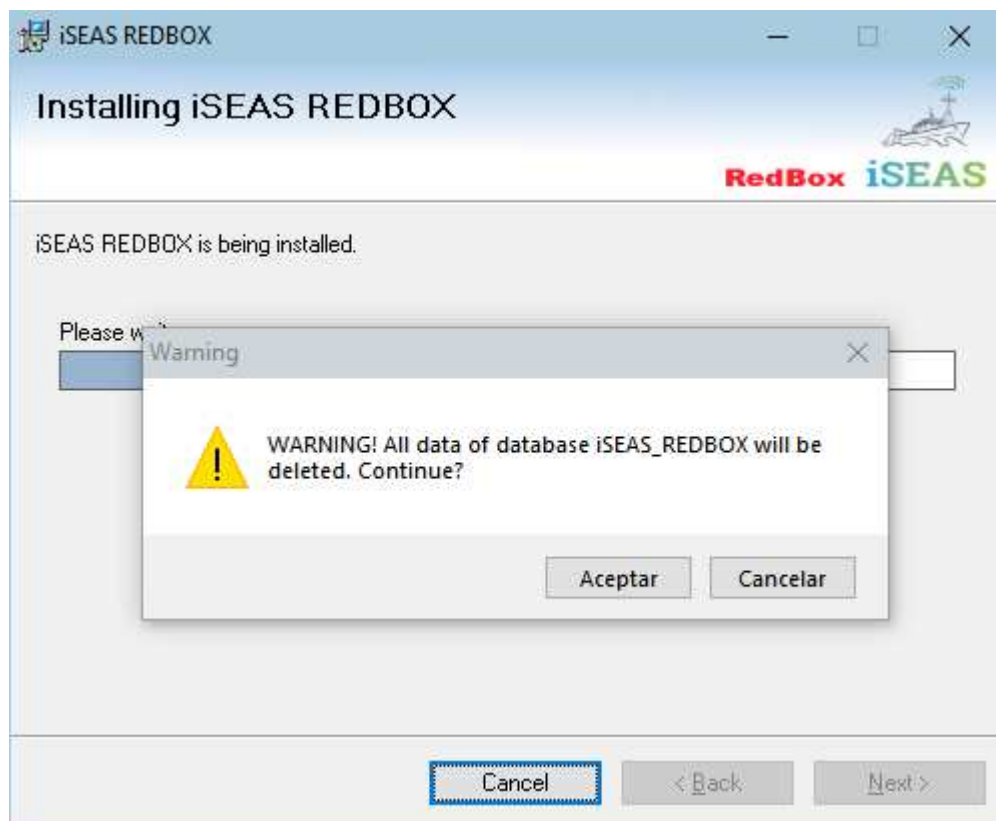 iSEAS REDBOX
Installing iSEAS REDBOX
RedBox iSEAS
iSEAS REDBOX is being installed.
Please
Warning
WARNING! All data of database iSEAS_REDBOX will be
deleted. Continue?
Aceptar Cancelar
Cancel < Back Next >